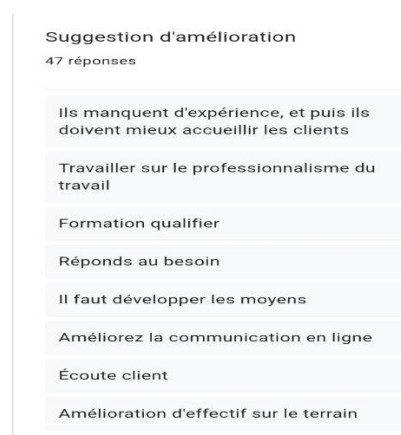 Suggestion d'amélioration
47 réponses
Ils manquent d'expérience, et puis ils
doivent mieux accueillir les clients
Travailler sur le professionnalisme du
travail
Formation qualifier
Réponds au besoin
Il faut développer les moyens
Améliorez la communication en ligne
Écoute client
Amélioration d'effectif sur le terrain